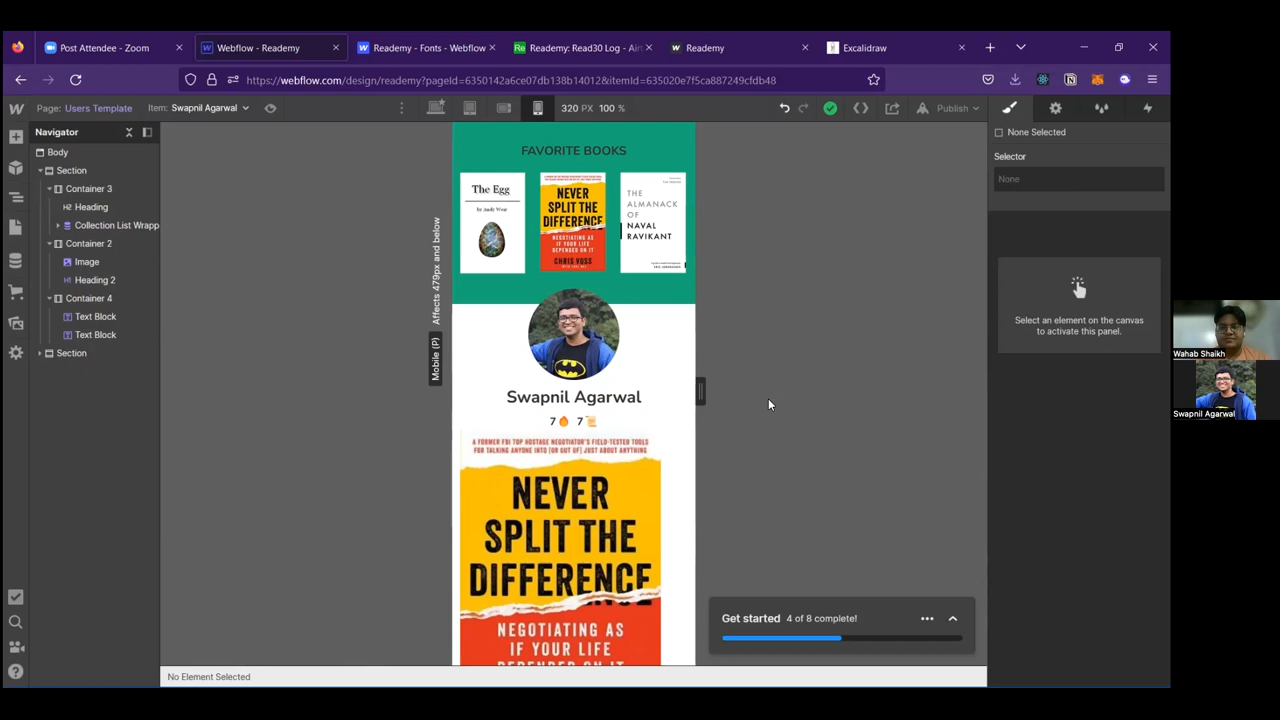 Post Attendee - Zoom
Webflow - Reademy
Reademy - Fonts - Webflow
Reademy: Read30 Log - Air
Reademy
Excalidraw
https://webflow.com/design/reademy?pageId=6350142a6ce07db138b14012&itemId=635020e7f5ca887249cfdb48
Page: Users Template
Item: Swapnil Agarwal
320 PX 100 %
Publish
Navigator
None Selected
Body
Selector
Section
None
Container 3
Heading
Collection List Wrapp
Container 2
Image
Heading 2
Container 4
Text Block
Text Block
Section
Affects 479px and below
Mobile (P)
FAVORITE BOOKS
The Egg
by Andy Weir
NEVER
SPLIT THE
DIFFERENCE
NEGOTIATING AS
IF YOUR LIFE
DEPENDED ON IT
CHRIS VOSS
THE
ALMANACK
OF
NAVAL
RAVIKANT
Select an element on the canvas
to activate this panel.
Swapnil Agarwal
7 7
A FORMER FBI TOP HOSTAGE NEGOTIATOR'S FIELD-TESTED TOOLS
FOR TALKING ANYONE INTO (OR OUT OF) JUST ABOUT ANYTHING
NEVER
SPLIT THE
DIFFERENCE
NEGOTIATING AS
IF YOUR LIFE
DEPENDED ON IT
Get started 4 of 8 complete!
No Element Selected
Wahab Shaikh
Swapnil Agarwal